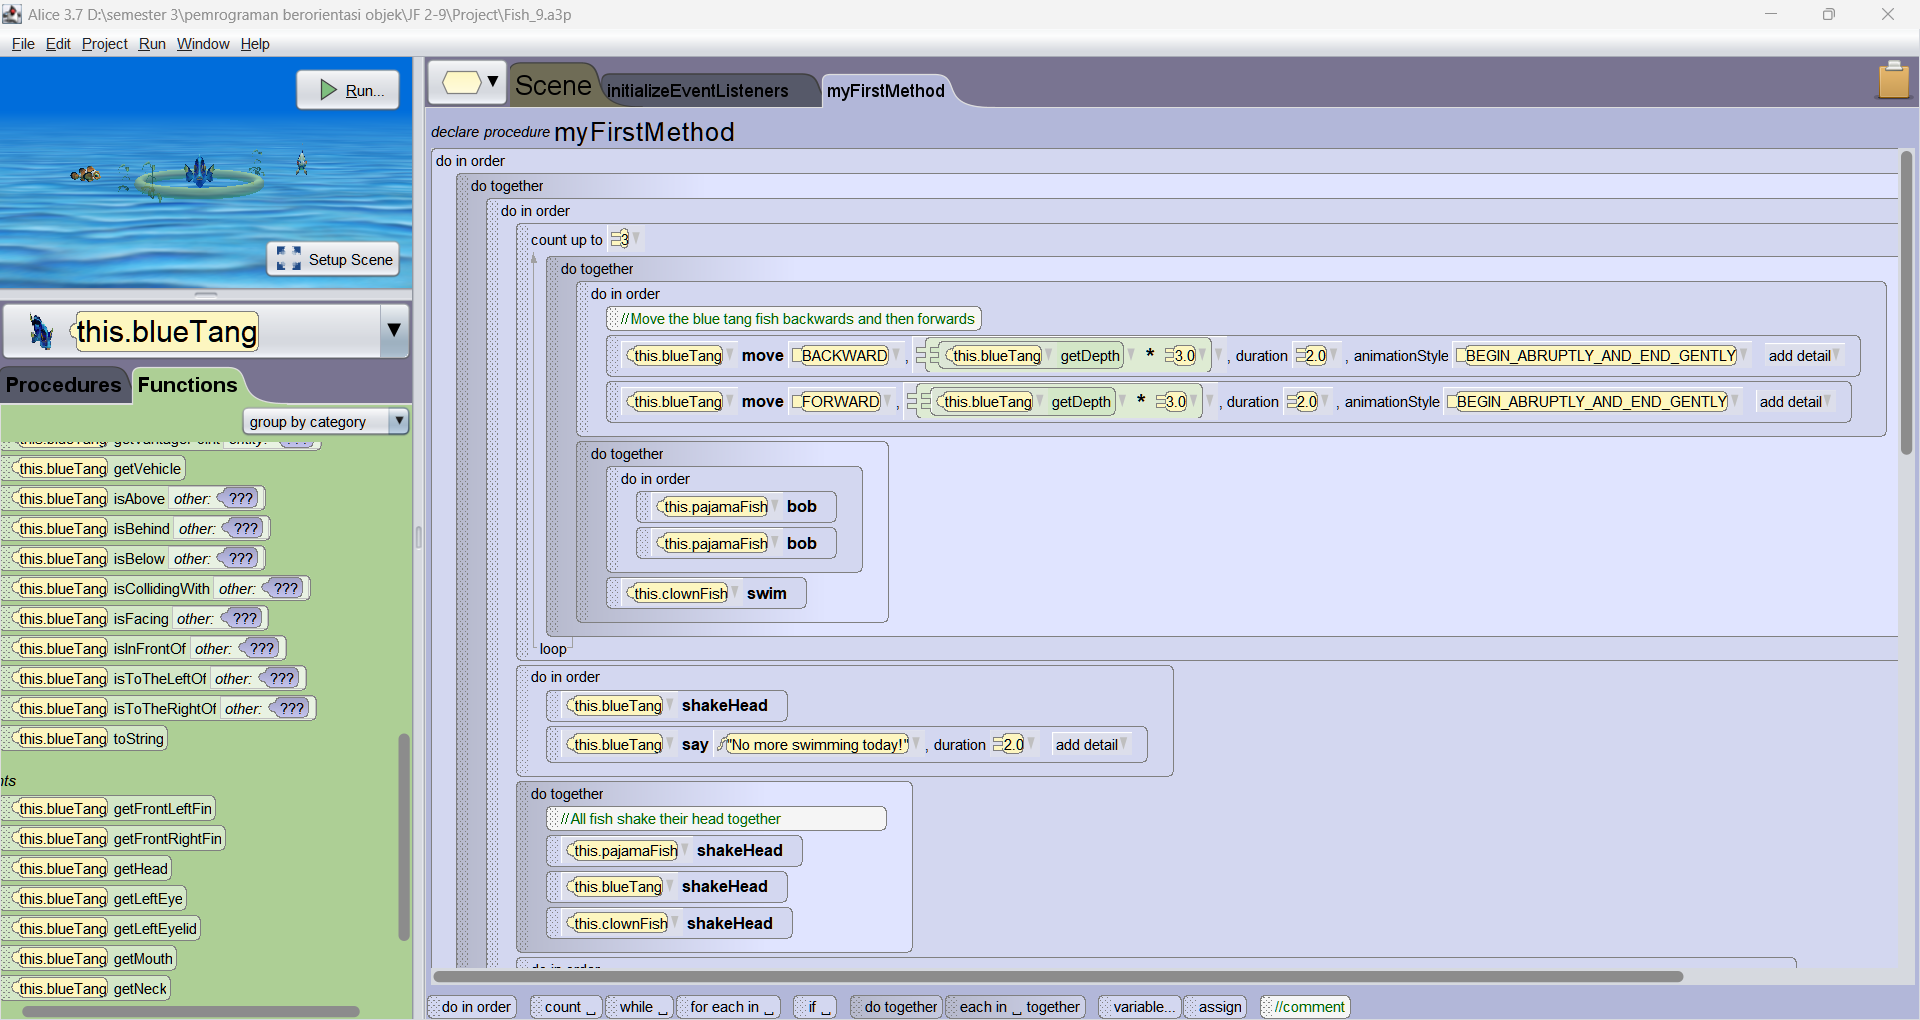 Alice 3.7 D:\semester 3\pemrograman berorientasi objek\JF 2-9\Project\Fish_9.a3p
File Edit Project Run Window Help
Run...
Setup Scene
this.blueTang
Procedures Functions
group by category
this.blueTang getVantagePoint entity: ???
this.blueTang getVehicle
this.blueTang isAbove other: ???
this.blueTang isBehind other: ???
this.blueTang isBelow other: ???
this.blueTang isCollidingWith other: ???
this.blueTang isFacing other: ???
this.blueTang isInFrontOf other: ???
this.blueTang isToTheLeftOf other: ???
this.blueTang isToTheRightOf other: ???
this.blueTang toString
nts
this.blueTang getFrontLeftFin
this.blueTang getFrontRightFin
this.blueTang getHead
this.blueTang getLeftEye
this.blueTang getLeftEyelid
this.blueTang getMouth
this.blueTang getNeck
Scene initializeEventListeners myFirstMethod
declare procedure myFirstMethod
do in order
do together
do in order
count up to 3
do together
do in order
//Move the blue tang fish backwards and then forwards
this.blueTang move BACKWARD , this.blueTang getDepth * 3.0 , duration 2.0 , animationStyle BEGIN_ABRUPTLY_AND_END_GENTLY add detail
this.blueTang move FORWARD , this.blueTang getDepth * 3.0 , duration 2.0 , animationStyle BEGIN_ABRUPTLY_AND_END_GENTLY add detail
do together
do in order
this.pajamaFish bob
this.pajamaFish bob
this.clownFish swim
loop
do in order
this.blueTang shakeHead
this.blueTang say "No more swimming today!" , duration 2.0 add detail
do together
//All fish shake their head together
this.pajamaFish shakeHead
this.blueTang shakeHead
this.clownFish shakeHead
do in order
do in order count _ while _ for each in _ if _ do together each in _ together variable... assign //comment